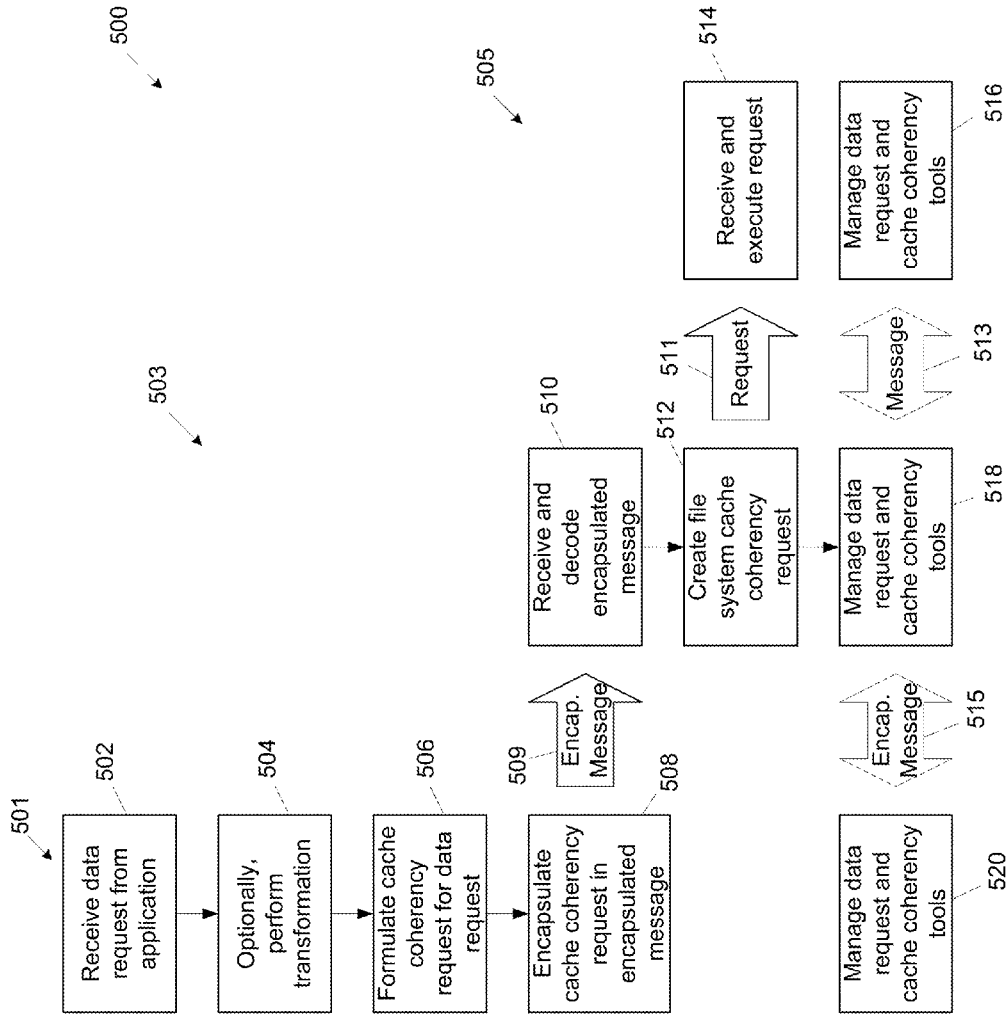 500
501
503
505
502
Receive data
request from
application
504
Optionally,
perform
transformation
506
Formulate cache
coherency
request for data
request
508
Encapsulate
cache coherency
request in
encapsulated
message
509
Encap.
Message
510
Receive and
decode
encapsulated
message
512
Create file
system cache
coherency
request
511
Request
514
Receive and
execute request
Manage data
request and
cache coherency
tools
520
Encap.
Message
515
Manage data
request and
cache coherency
tools
518
Message
513
Manage data
request and
cache coherency
tools
516